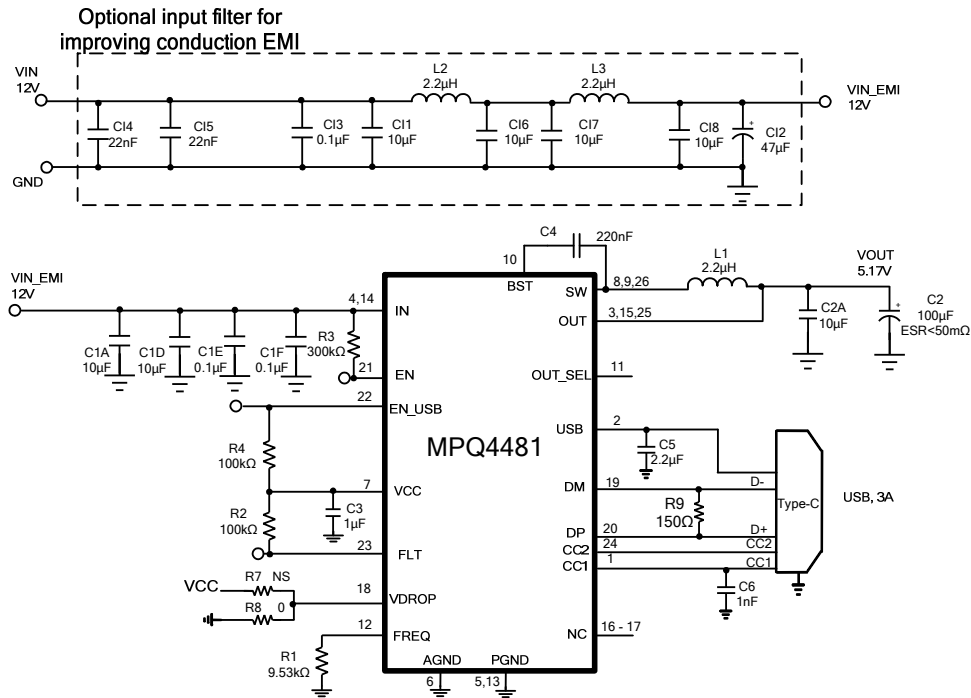 Optional input filter for
improving conduction EMI
VIN
12V
L2
2.2µH
L3
2.2µH
VIN_EMI
12V
CI4
22nF
CI5
22nF
CI3
0.1µF
CI1
10µF
CI6
10µF
CI7
10µF
CI8
10µF
CI2
47µF
+
GND
C4
220nF
10
BST
VIN_EMI
12V
4,14
IN
SW
8,9,26
L1
2.2µH
VOUT
5.17V
OUT
3,15,25
C1A
10µF
C1D
10µF
C1E
0.1µF
C1F
0.1µF
R3
300kΩ
C2A
10µF
+
C2
100µF
ESR<50mΩ
21
EN
OUT_SEL
11
22
EN_USB
USB
2
MPQ4481
R4
100kΩ
C5
2.2µF
7
VCC
DM
19
D-
R9
150Ω
Type-C
USB, 3A
C3
1µF
R2
100kΩ
DP
20
D+
23
FLT
CC2
24
CC2
CC1
1
CC1
VCC
R7
NS
18
VDROP
R8
0
C6
1nF
12
FREQ
NC
16 - 17
R1
9.53kΩ
AGND
PGND
6
5,13